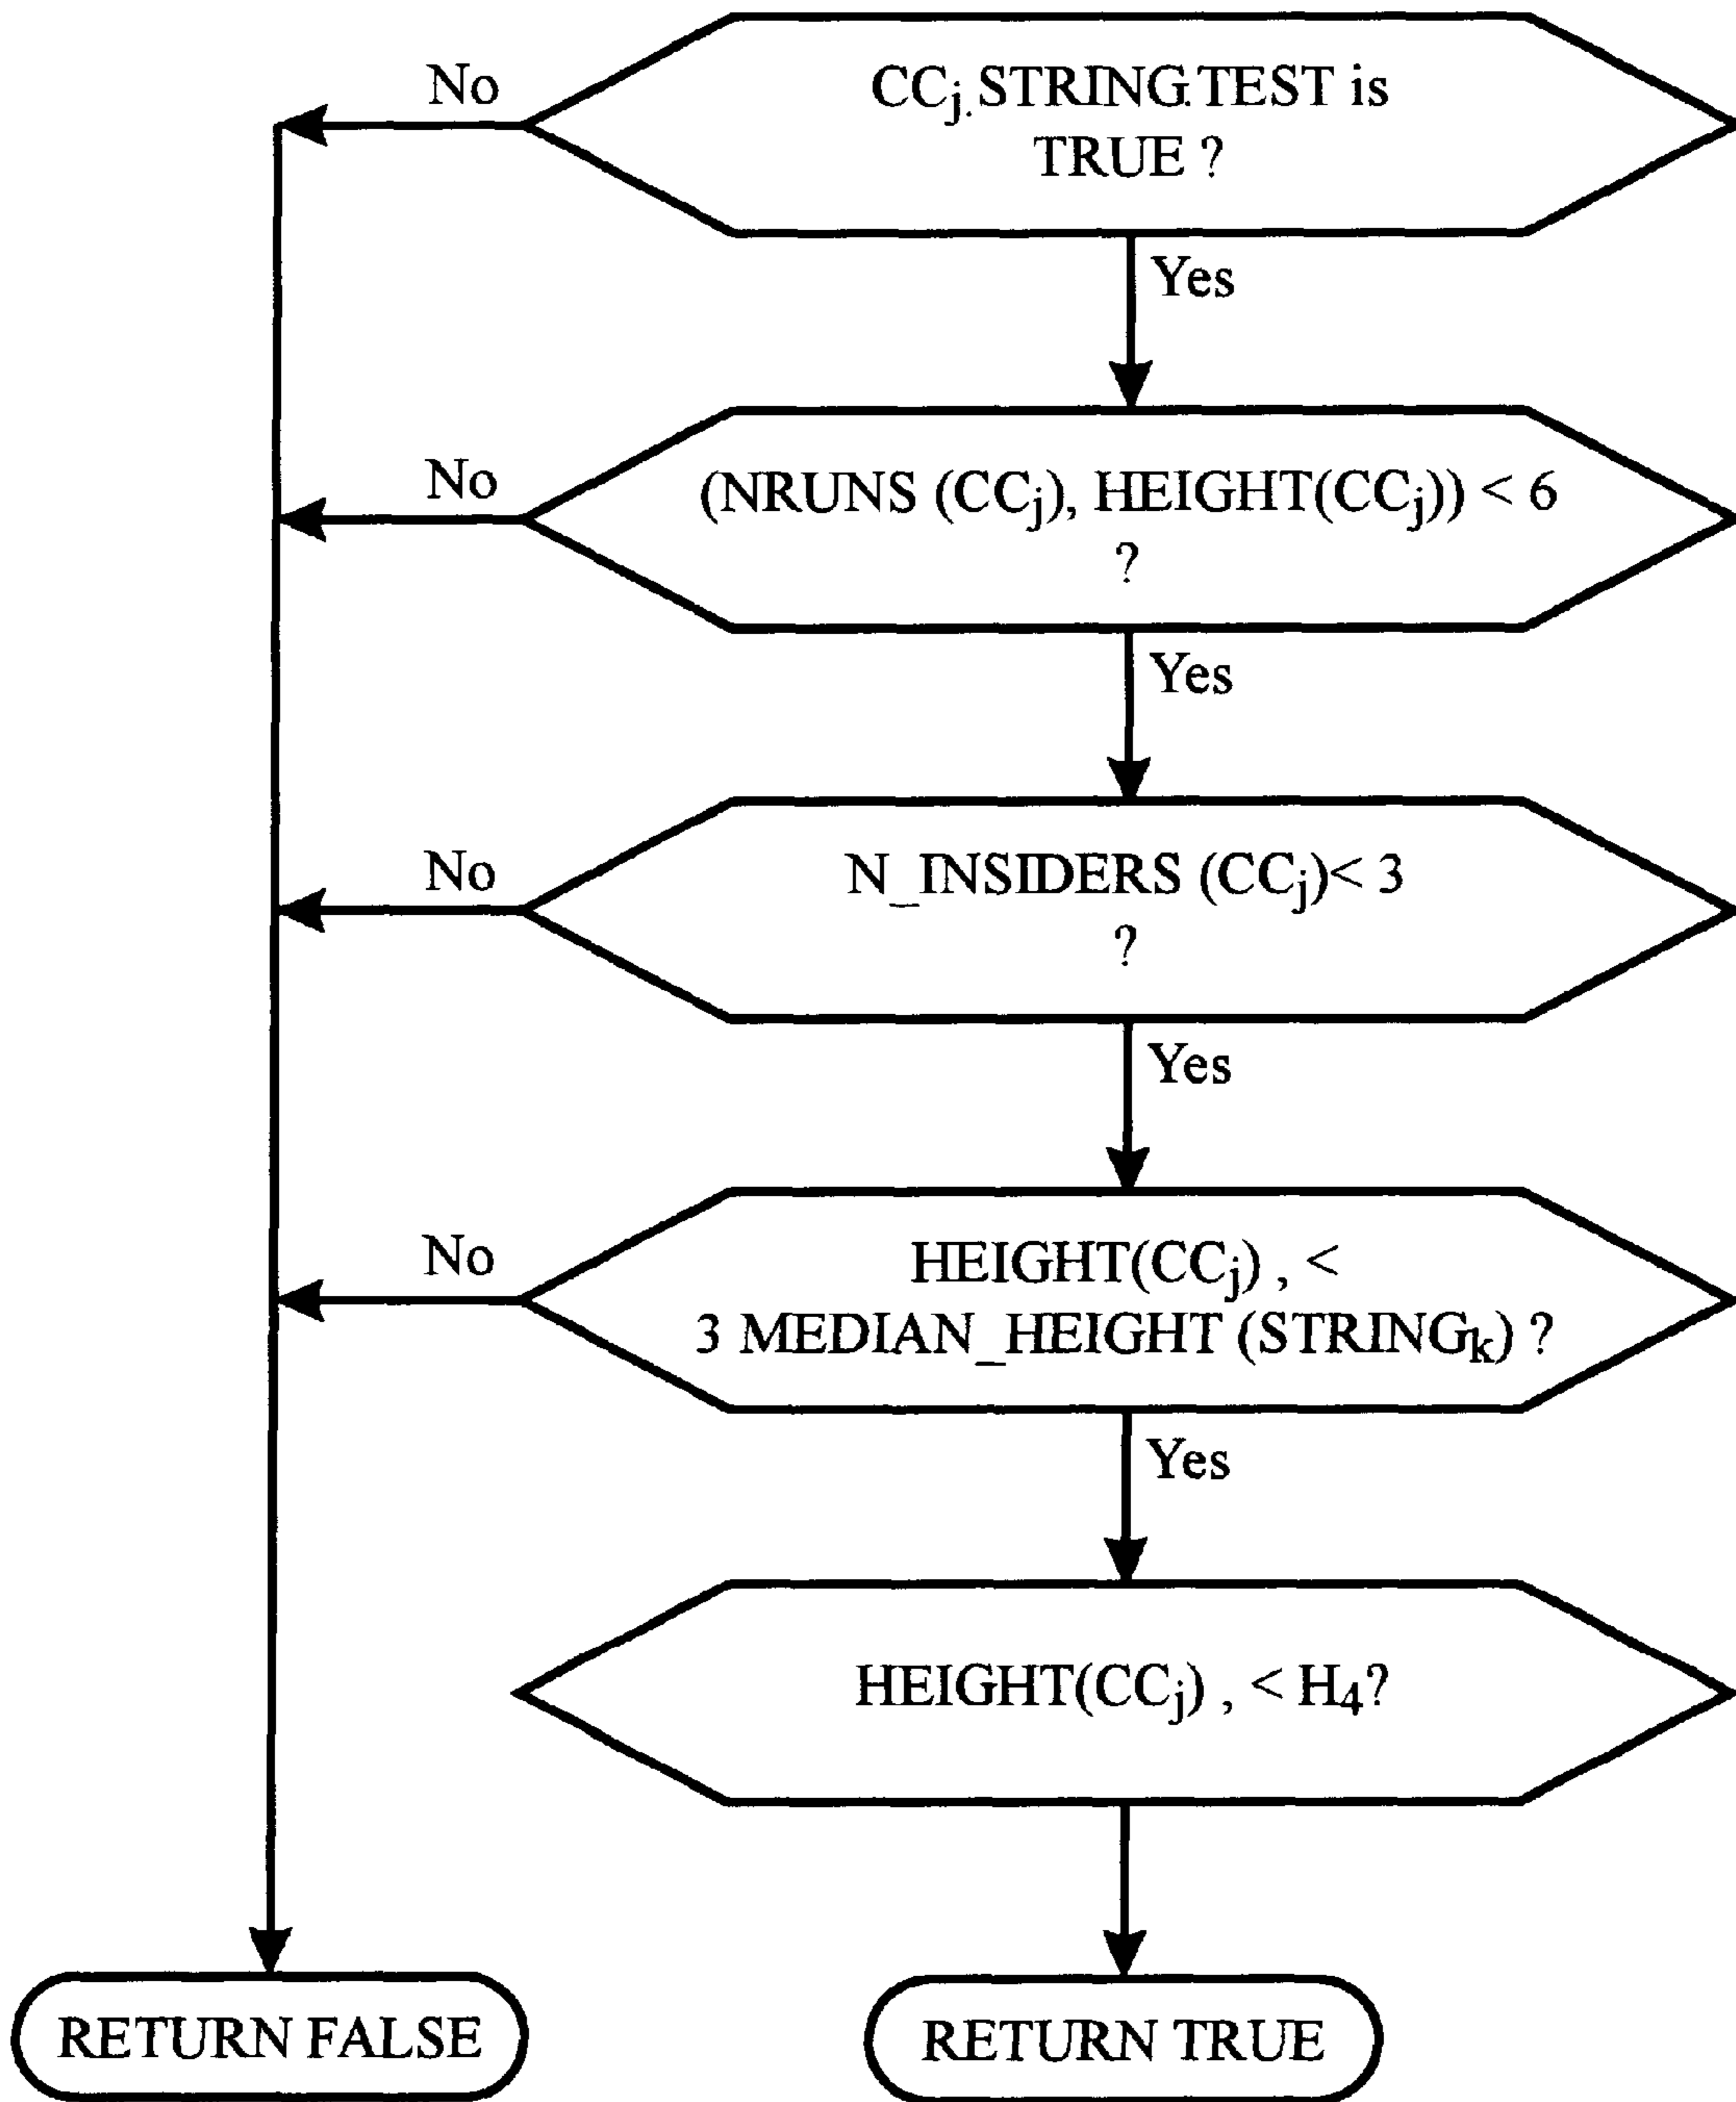 CCj.STRING.TEST is
TRUE ?
No
Yes
(NRUNS (CCj), HEIGHT(CCj)) < 6
?
No
Yes
N_INSIDERS (CCj)< 3
?
No
Yes
HEIGHT(CCj) , <
3 MEDIAN_HEIGHT (STRINGk) ?
No
Yes
HEIGHT(CCj) , < H4?
RETURN FALSE
RETURN TRUE